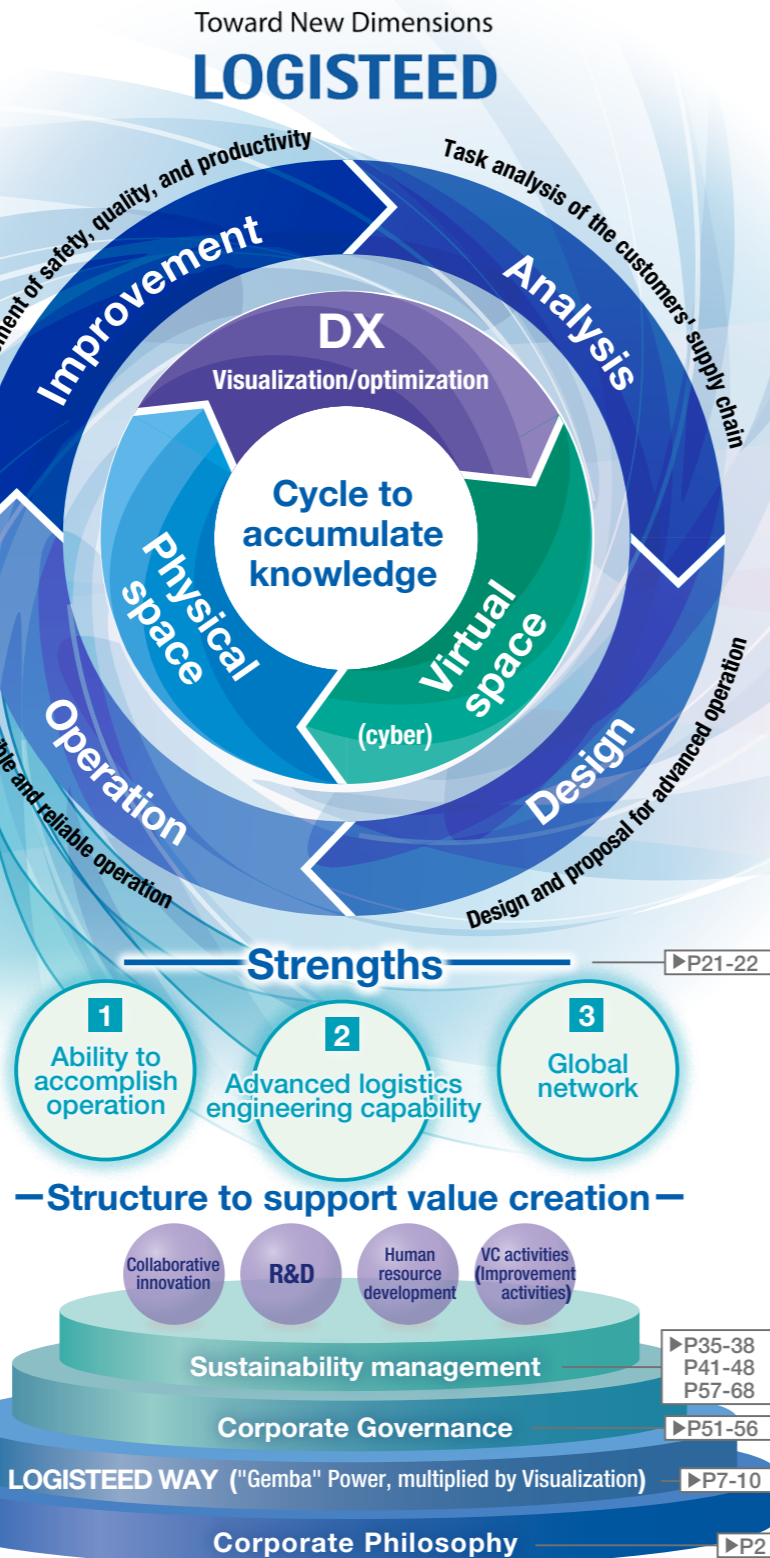 Toward New Dimensions
LOGISTEED
of safety, quality, and productivity
Improvement
Task analysis of the customers' supply chain
Analysis
DX
Visualization/optimization
Cycle to
accumulate
knowledge
Physical
space
Virtual
space
(cyber)
Operation
and reliable operation
Design
Design and proposal for advanced operation
Strengths
▶P21-22
1
Ability to
accomplish
operation
2
Advanced logistics
engineering capability
3
Global
network
Structure to support value creation
Collaborative
innovation
R&D
Human
resource
development
VC activities
(Improvement
activities)
Sustainability management
▶P35-38
P41-48
P57-68
Corporate Governance
▶P51-56
LOGISTEED WAY ("Gemba" Power, multiplied by Visualization)
▶P7-10
Corporate Philosophy
▶P2